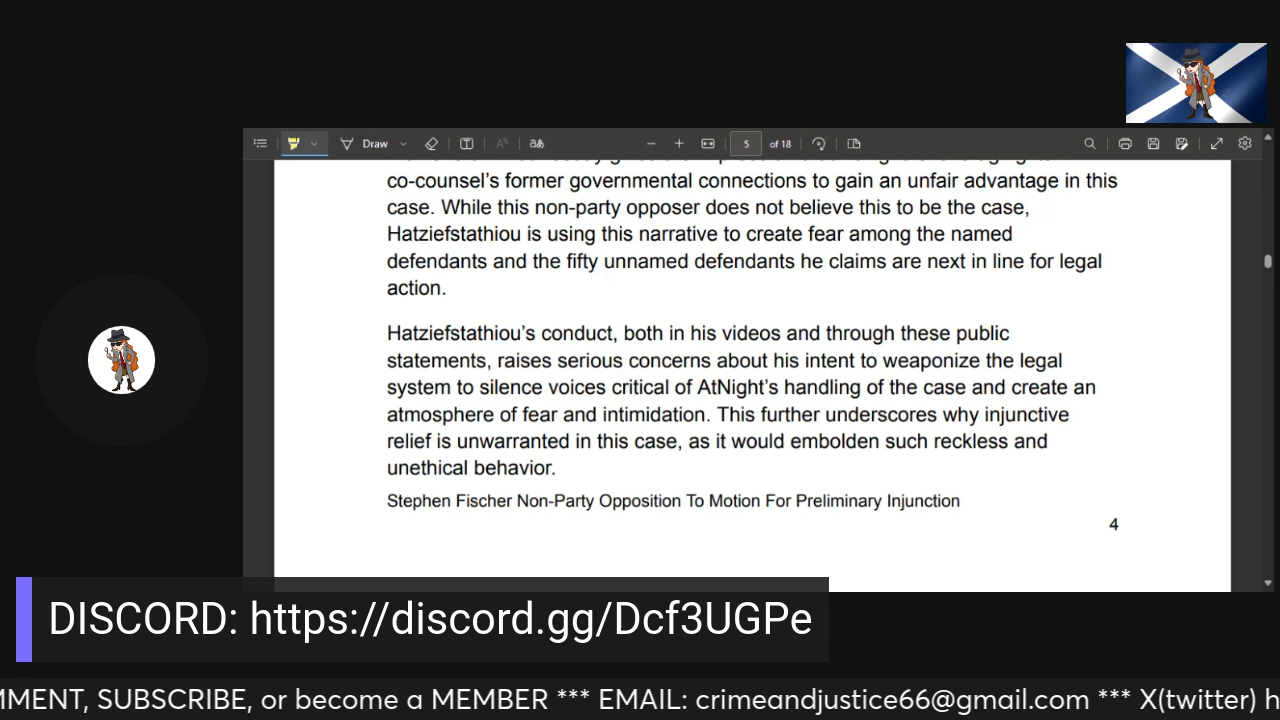 Draw
5 of 18
co-counsel's former governmental connections to gain an unfair advantage in this
case. While this non-party opposer does not believe this to be the case,
Hatziefstathiou is using this narrative to create fear among the named
defendants and the fifty unnamed defendants he claims are next in line for legal
action.
Hatziefstathiou's conduct, both in his videos and through these public
statements, raises serious concerns about his intent to weaponize the legal
system to silence voices critical of AtNight's handling of the case and create an
atmosphere of fear and intimidation. This further underscores why injunctive
relief is unwarranted in this case, as it would embolden such reckless and
unethical behavior.
Stephen Fischer Non-Party Opposition To Motion For Preliminary Injunction
4
DISCORD: https://discord.gg/Dcf3UGPe
MMENT, SUBSCRIBE, or become a MEMBER *** EMAIL: crimeandjustice66@gmail.com *** X(twitter) h